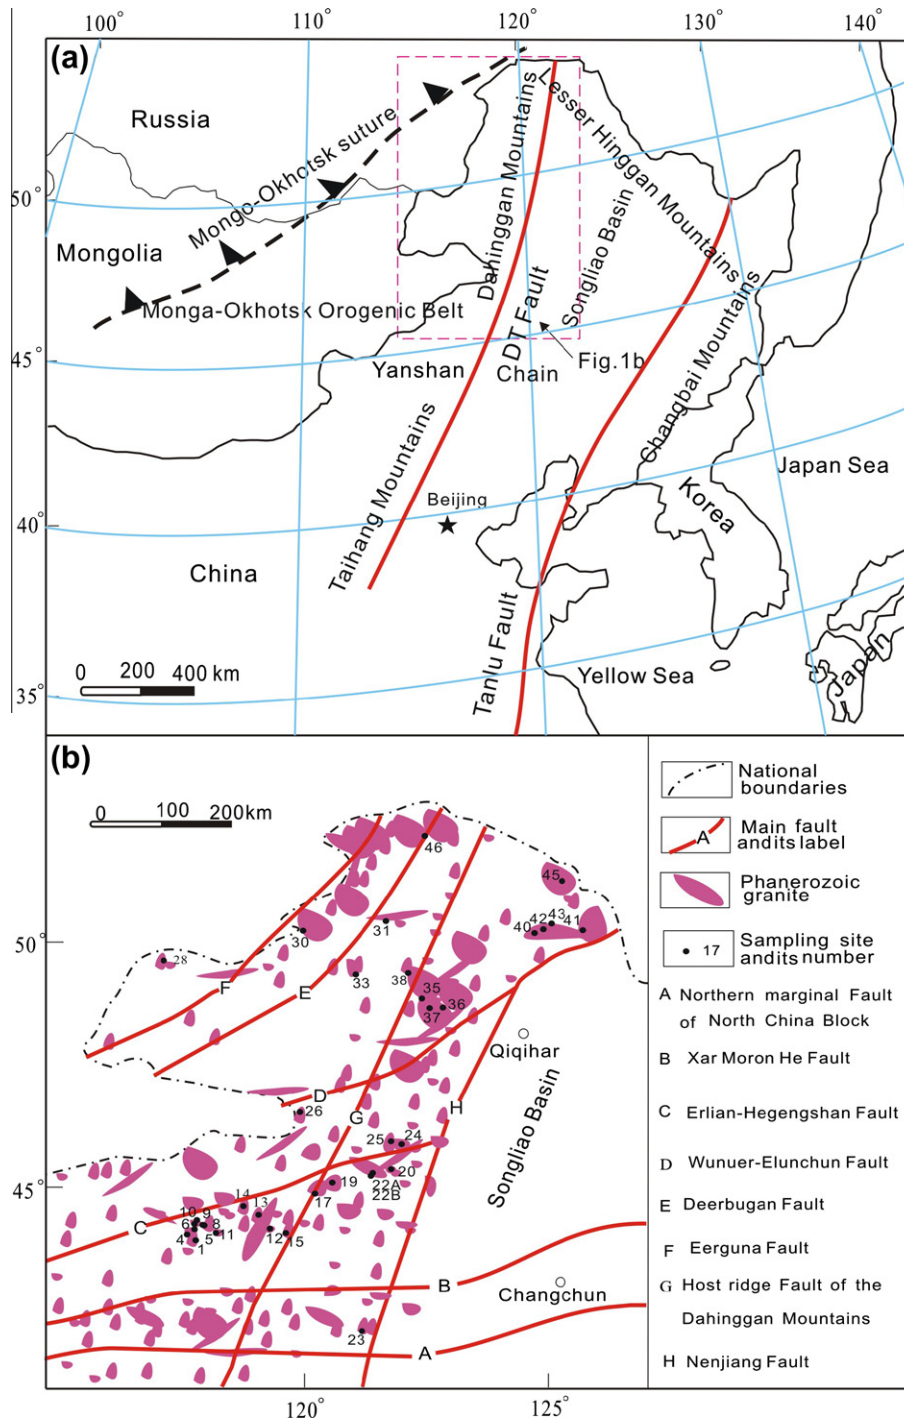 100°
110°
120°
130°
140°
(a)
Russia
Mongo-Okhotsk suture
Dahinggan Mountains
Lesser Hinggan Mountains
50°
Mongolia
Songliao Basin
Monga-Okhotsk Orogenic Belt
DT Fault
45°
Yanshan
Chain
Fig.1b
Changbai Mountains
Taihang Mountains
Japan Sea
Beijing
Korea
40°
China
Tanlu Fault
Yellow Sea
Japan
0 200 400 km
35°
(b)
0 100 200km
46
45
42
43
40
41
50°
30
31
28
33
38
F
E
35
36
37
Qiqihar
D
26
G
H
25
24
Songliao Basin
45°
20
19
22A
22B
17
14
13
10
9
6
8
C
4
5
11
1
12
15
B
Changchun
23
A
120°
125°
National
boundaries
A
Main fault
andits label
Phanerozoic
granite
17
Sampling site
andits number
A Northern marginal Fault
of North China Block
B Xar Moron He Fault
C Erlian-Hegengshan Fault
D Wunuer-Elunchun Fault
E Deerbugan Fault
F Eerguna Fault
G Host ridge Fault of the
Dahinggan Mountains
H Nenjiang Fault